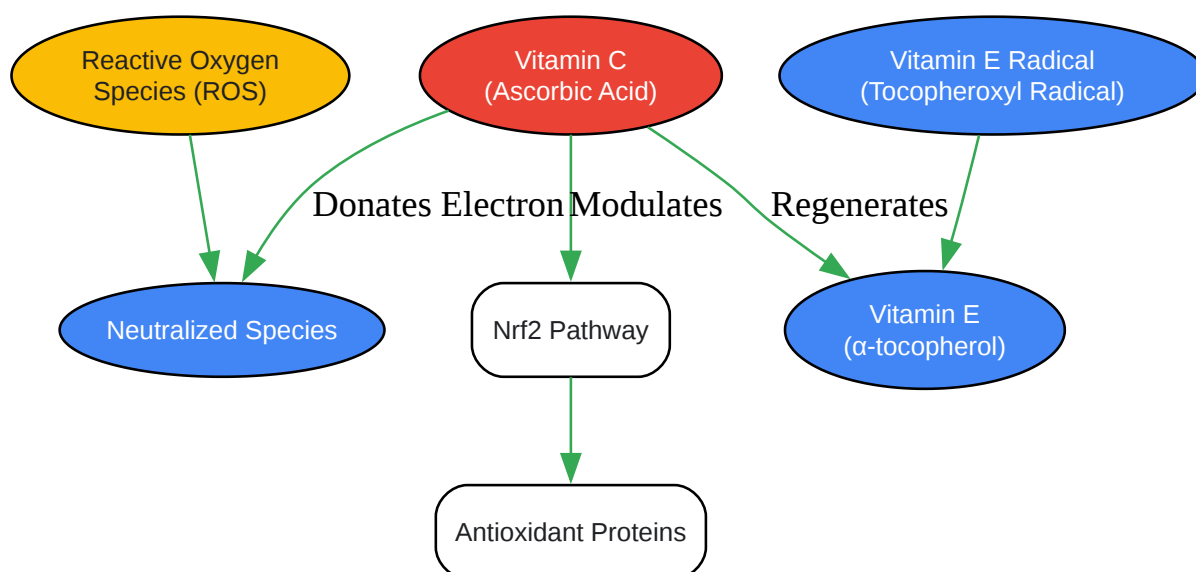 Reactive Oxygen
Species (ROS)
Vitamin C
(Ascorbic Acid)
Vitamin E Radical
(Tocopheroxyl Radical)
Donates Electron
Modulates
Regenerates
Neutralized Species
Nrf2 Pathway
Vitamin E
(α-tocopherol)
Antioxidant Proteins